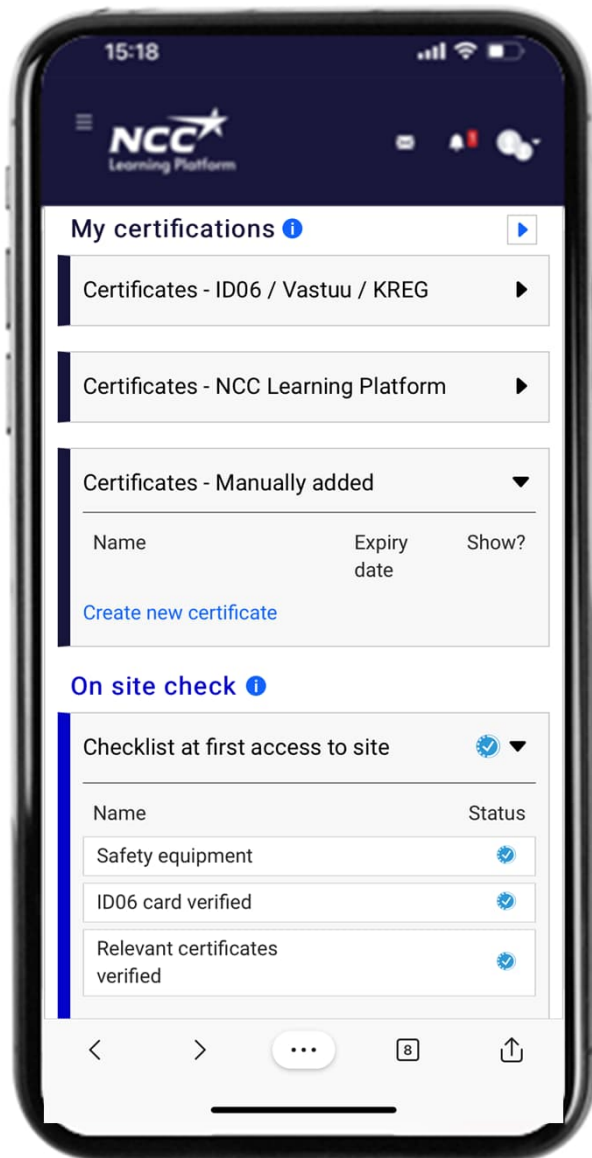 15:18
NCC
Learning Platform
1
My certifications i
Certificates - ID06 / Vastuu / KREG
Certificates - NCC Learning Platform
Certificates - Manually added
Name Expiry date Show?
Create new certificate
On site check i
Checklist at first access to site
Name Status
Safety equipment
ID06 card verified
Relevant certificates
verified
8